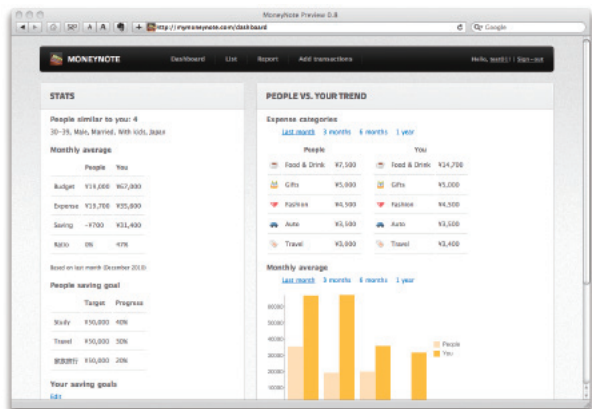 MoneyNote Preview 0.8
http://mymoneynote.com/dashboard
Google
MONEYNOTE Dashboard List Report Add transactions
Hello, | Sign-out
STATS
People similar to you: 4
30-39, Male, Married, With kids, Japan
Monthly average
People You
Budget ¥19,000 ¥67,000
Expense ¥19,700 ¥35,600
Saving -¥700 ¥31,400
Ratio 0% 47%
Based on last month (December 2010)
People saving goal
Target Progress
Study ¥50,000 40%
Travel ¥50,000 30%
家族旅行 ¥50,000 20%
Your saving goals
Edit
PEOPLE VS. YOUR TREND
Expense categories
Last month 3 months 6 months 1 year
People You
Food & Drink ¥7,500 Food & Drink ¥14,700
Gifts ¥5,000 Gifts ¥5,000
Fashion ¥4,500 Fashion ¥4,500
Auto ¥3,500 Auto ¥3,500
Travel ¥3,000 Travel ¥3,400
Monthly average
Last month 3 months 6 months 1 year
60000
50000
40000
30000
20000
10000
People
You